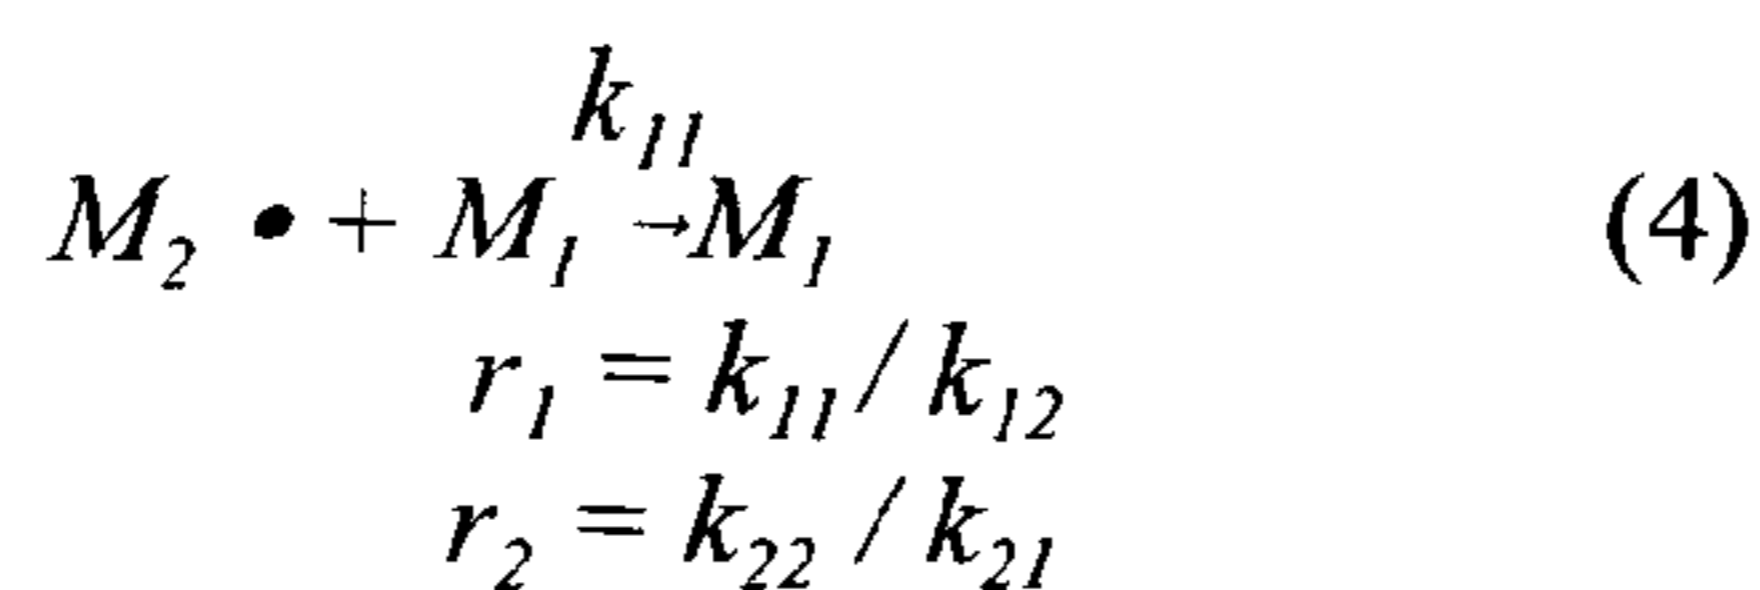 k₁₁
M₂ • + M₁ →M₁ (4)
r₁ = k₁₁ / k₁₂
r₂ = k₂₂ / k₂₁